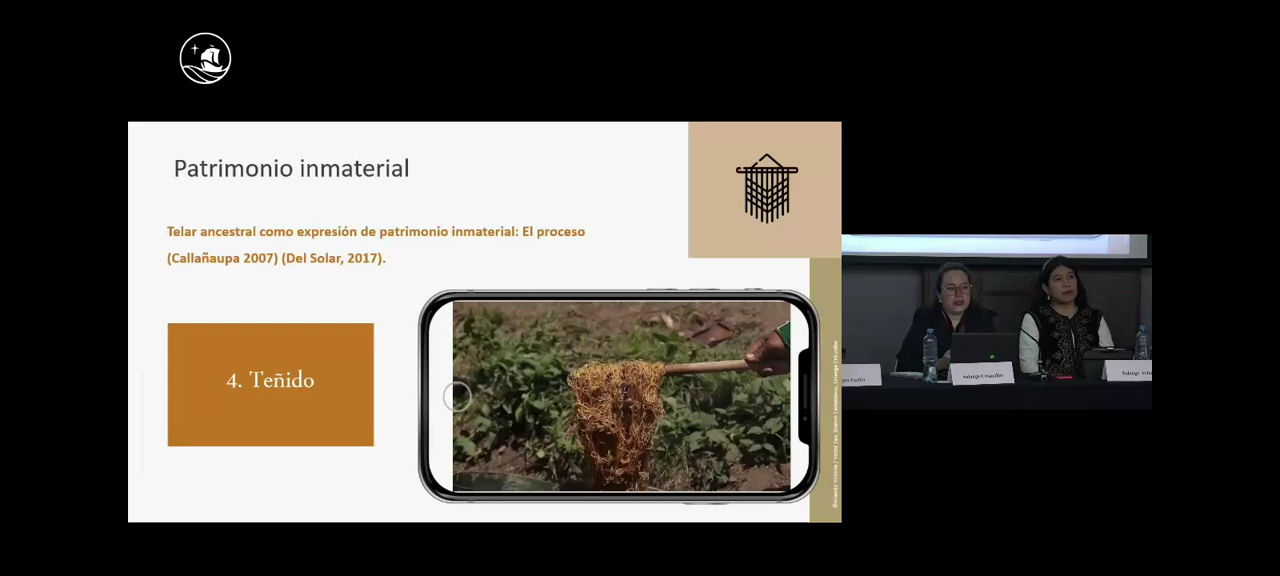 Patrimonio inmaterial
Telar ancestral como expresión de patrimonio inmaterial: El proceso
(Callañaupa 2007) (Del Solar, 2017).
4. Teñido